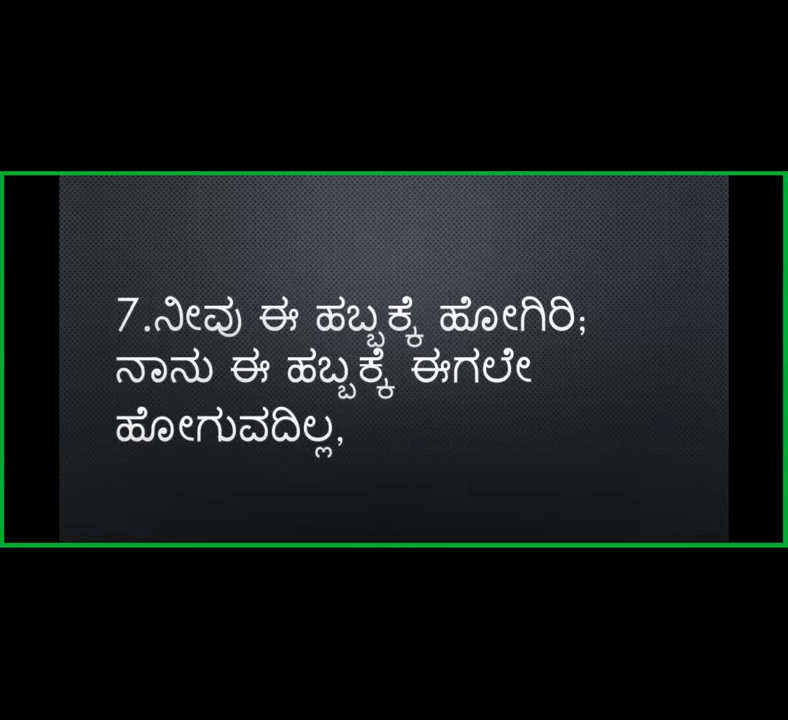 7.ನೀವು ಈ ಹಬ್ಬಕ್ಕೆ ಹೋಗಿರಿ;
ನಾನು ಈ ಹಬ್ಬಕ್ಕೆ ಈಗಲೇ
ಹೋಗುವದಿಲ್ಲ,